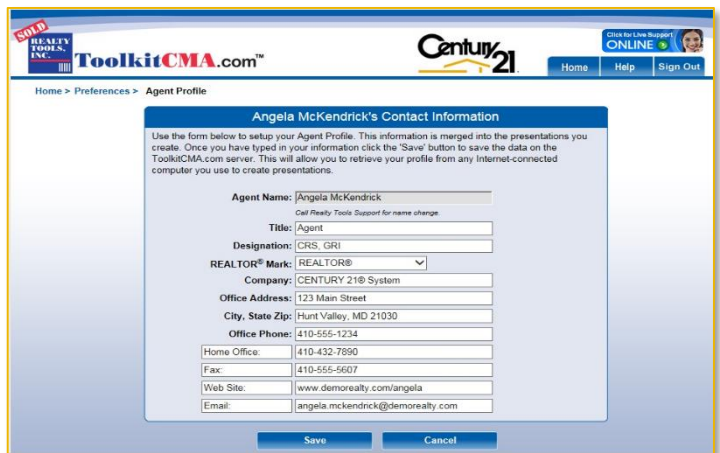 SOLD
REALTY
TOOLS,
INC.
ToolkitCMA.com™
Century 21
Click for Live Support
ONLINE
Home Help Sign Out
Home > Preferences > Agent Profile
Angela McKendrick's Contact Information
Use the form below to setup your Agent Profile. This information is merged into the presentations you
create. Once you have typed in your information click the 'Save' button to save the data on the
ToolkitCMA.com server. This will allow you to retrieve your profile from any Internet-connected
computer you use to create presentations.
Agent Name: Angela McKendrick
Call Realty Tools Support for name change.
Title: Agent
Designation: CRS, GRI
REALTOR® Mark: REALTOR®
Company: CENTURY 21® System
Office Address: 123 Main Street
City, State Zip: Hunt Valley, MD 21030
Office Phone: 410-555-1234
Home Office: 410-432-7890
Fax: 410-555-5607
Web Site: www.demorealty.com/angela
Email: angela.mckendrick@demorealty.com
Save Cancel